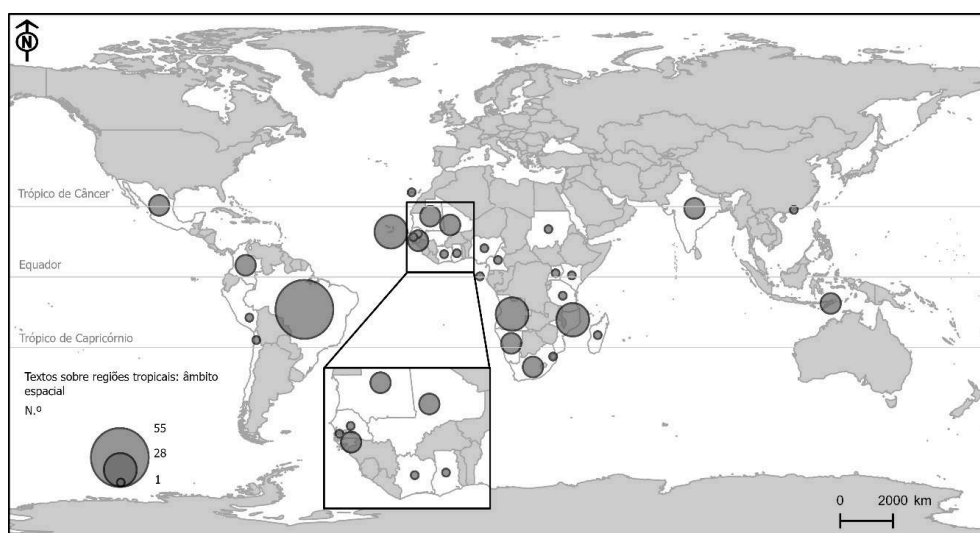 N
Trópico de Câncer
Equador
Trópico de Capricórnio
Textos sobre regiões tropicais: âmbito
espacial
N.º
55
28
1
0 2000 km